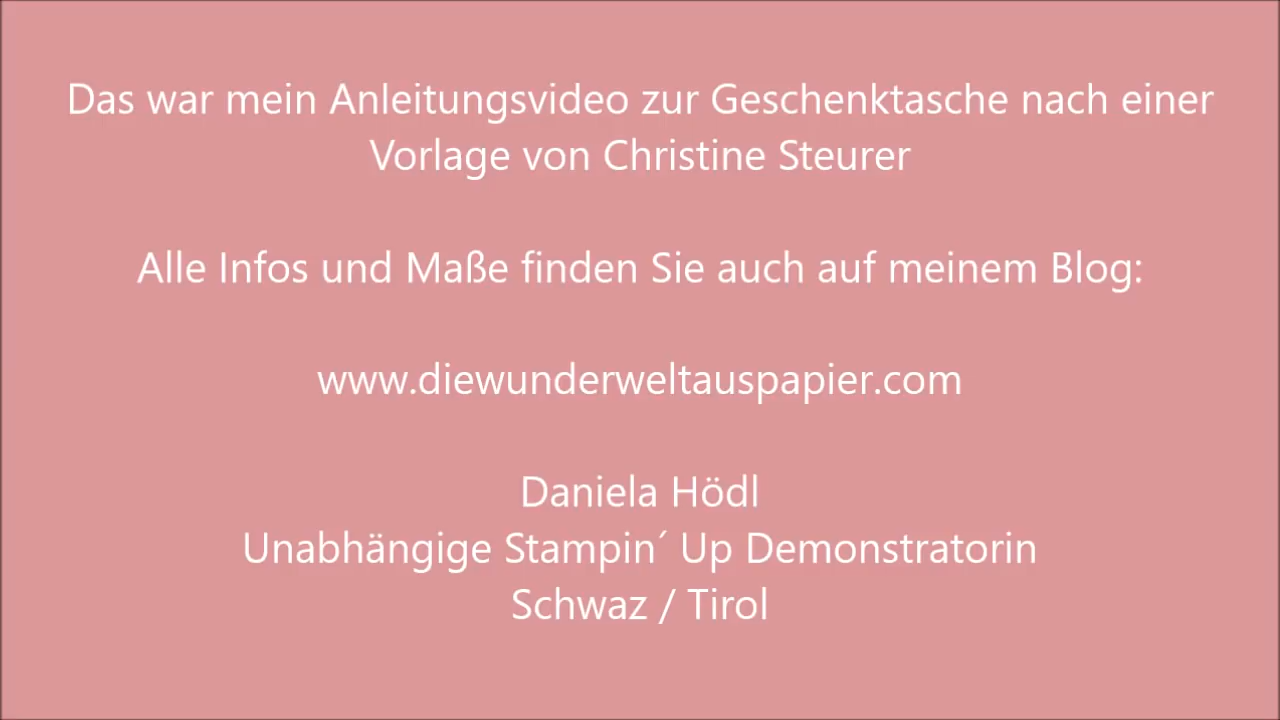 Das war mein Anleitungsvideo zur Geschenktasche nach einer
Vorlage von Christine Steurer
Alle Infos und Maße finden Sie auch auf meinem Blog:
www.diewunderweltauspapier.com
Daniela Hödl
Unabhängige Stampin´ Up Demonstratorin
Schwaz / Tirol